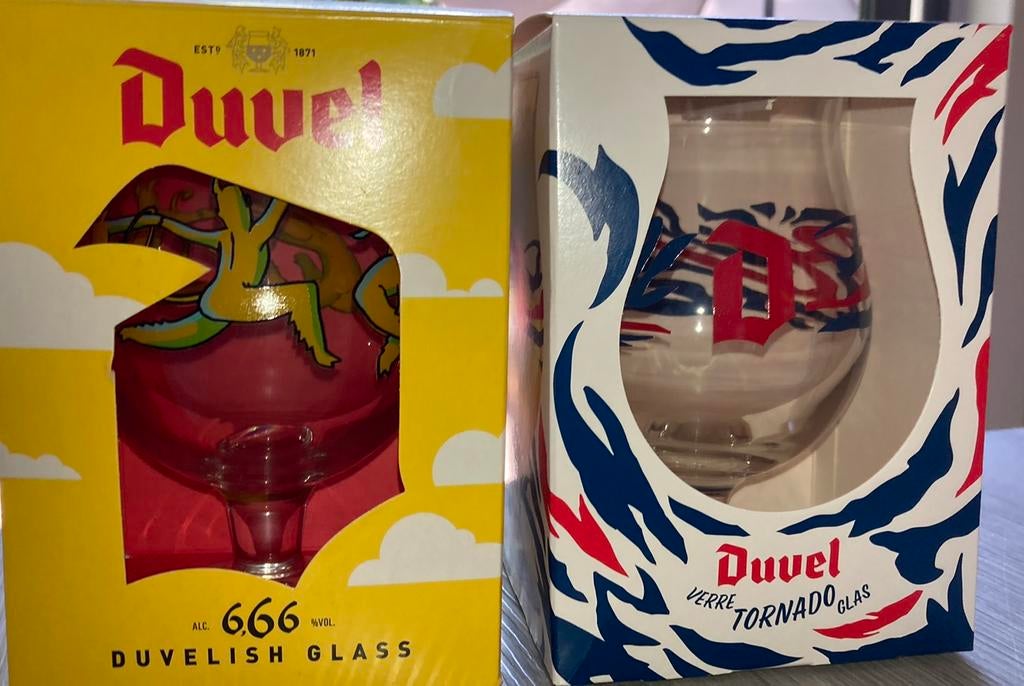 ESTD 1871
Duvel
ALC. 6,66 %VOL.
DUVELISH GLASS
D
Duvel
VERRE TORNADO GLAS